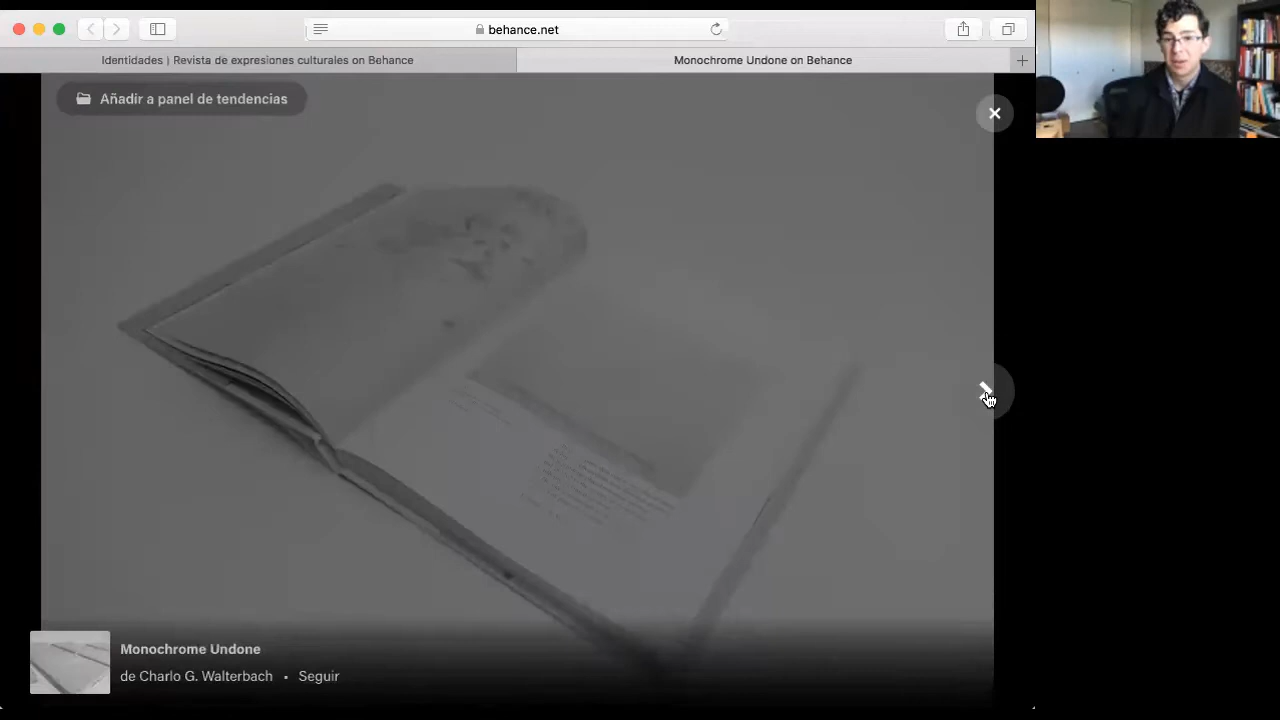 behance.net
Identidades | Revista de expresiones culturales on Behance
Monochrome Undone on Behance
Añadir a panel de tendencias
Monochrome Undone
de Charlo G. Walterbach • Seguir